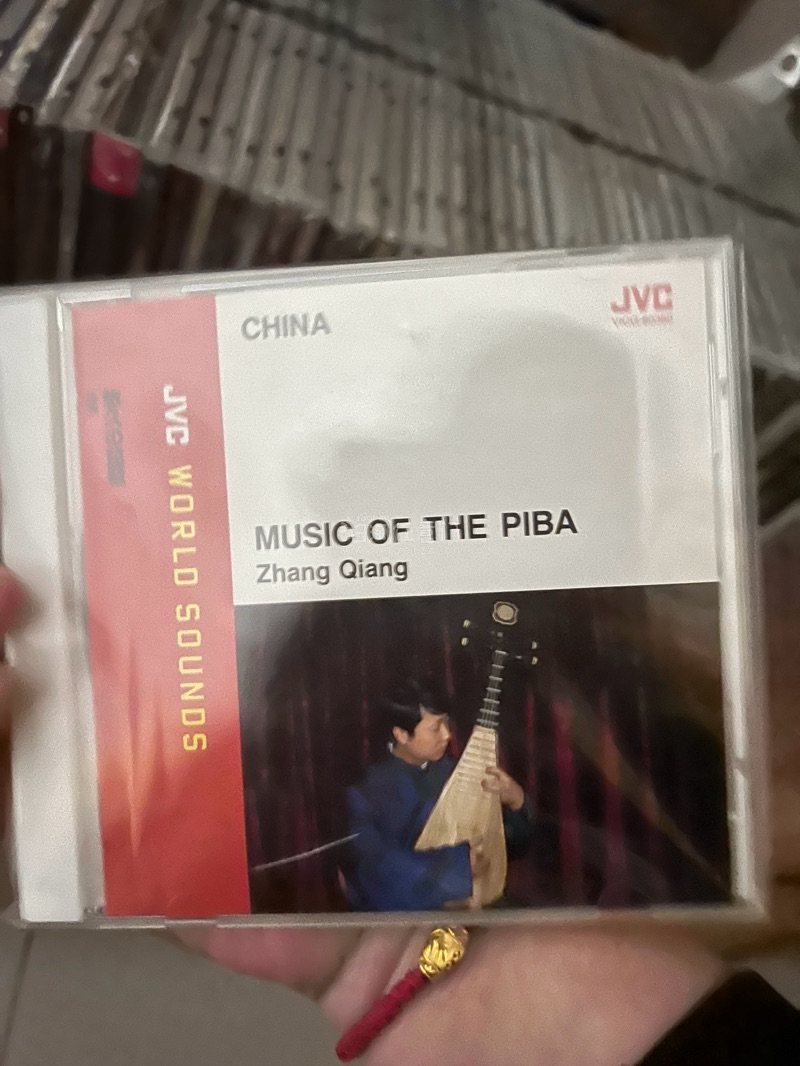 CHINA
JVC
MUSIC OF THE PIBA
Zhang Qiang
JVC WORLD SOUNDS